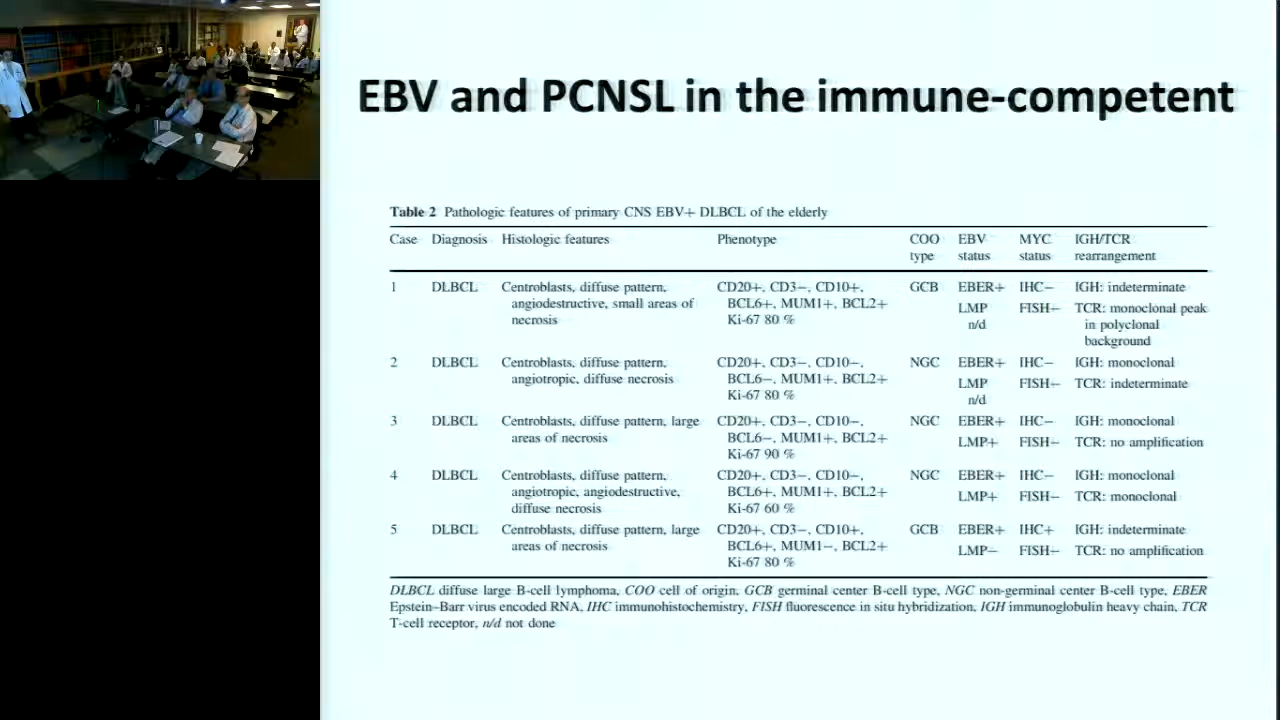 EBV and PCNSL in the immune-competent
Table 2 Pathologic features of primary CNS EBV+ DLBCL of the elderly
Case Diagnosis Histologic features Phenotype COO type EBV status MYC status IGH/TCR rearrangement
1 DLBCL Centroblasts, diffuse pattern, CD20+, CD3−, CD10+, GCB EBER+ IHC− IGH: indeterminate
angiodestructive, small areas of BCL6+, MUM1+, BCL2+ LMP FISH− TCR: monoclonal peak
necrosis Ki-67 80 % n/d in polyclonal
background
2 DLBCL Centroblasts, diffuse pattern, CD20+, CD3−, CD10−, NGC EBER+ IHC− IGH: monoclonal
angiotropic, diffuse necrosis BCL6−, MUM1+, BCL2+ LMP FISH− TCR: indeterminate
Ki-67 80 % n/d
3 DLBCL Centroblasts, diffuse pattern, large CD20+, CD3−, CD10−, NGC EBER+ IHC− IGH: monoclonal
areas of necrosis BCL6−, MUM1+, BCL2+ LMP+ FISH− TCR: no amplification
Ki-67 90 %
4 DLBCL Centroblasts, diffuse pattern, CD20+, CD3−, CD10−, NGC EBER+ IHC− IGH: monoclonal
angiotropic, angiodestructive, BCL6+, MUM1+, BCL2+ LMP+ FISH− TCR: monoclonal
diffuse necrosis Ki-67 60 %
5 DLBCL Centroblasts, diffuse pattern, large CD20+, CD3−, CD10+, GCB EBER+ IHC+ IGH: indeterminate
areas of necrosis BCL6+, MUM1−, BCL2+ LMP− FISH− TCR: no amplification
Ki-67 80 %
DLBCL diffuse large B-cell lymphoma, COO cell of origin, GCB germinal center B-cell type, NGC non-germinal center B-cell type, EBER
Epstein–Barr virus encoded RNA, IHC immunohistochemistry, FISH fluorescence in situ hybridization, IGH immunoglobulin heavy chain, TCR
T-cell receptor, n/d not done